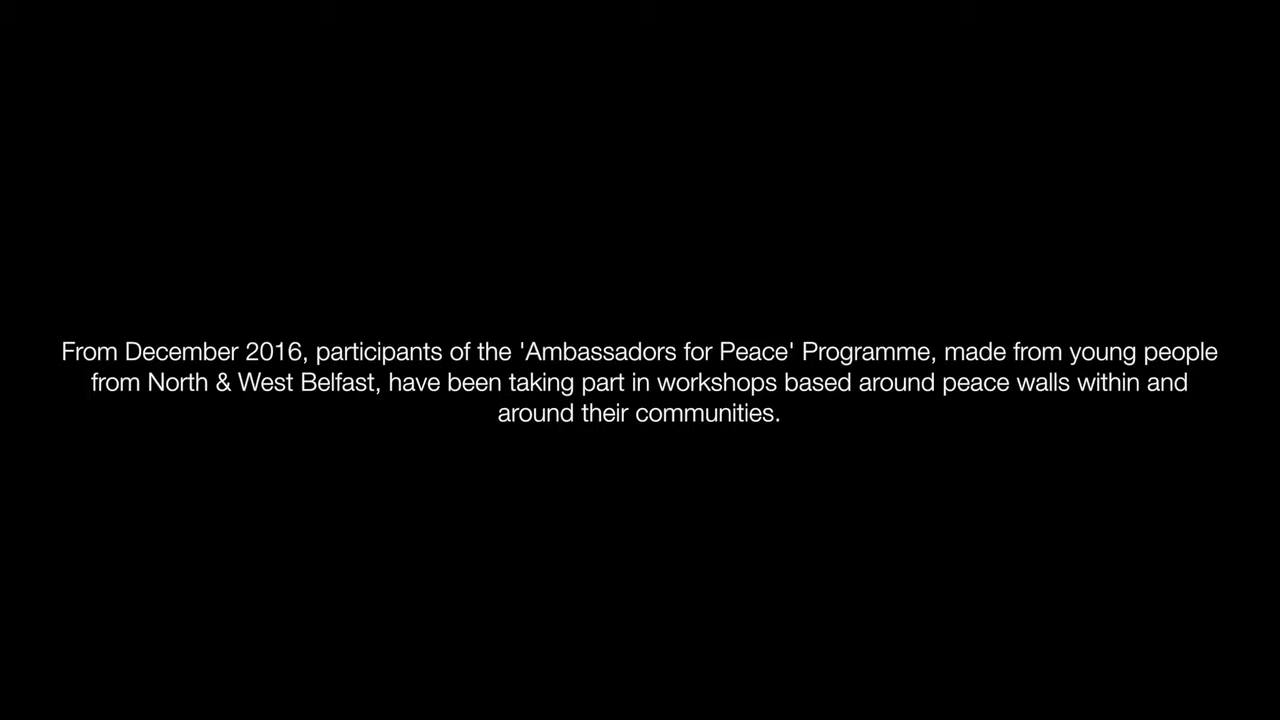 From December 2016, participants of the 'Ambassadors for Peace' Programme, made from young people
from North & West Belfast, have been taking part in workshops based around peace walls within and
around their communities.